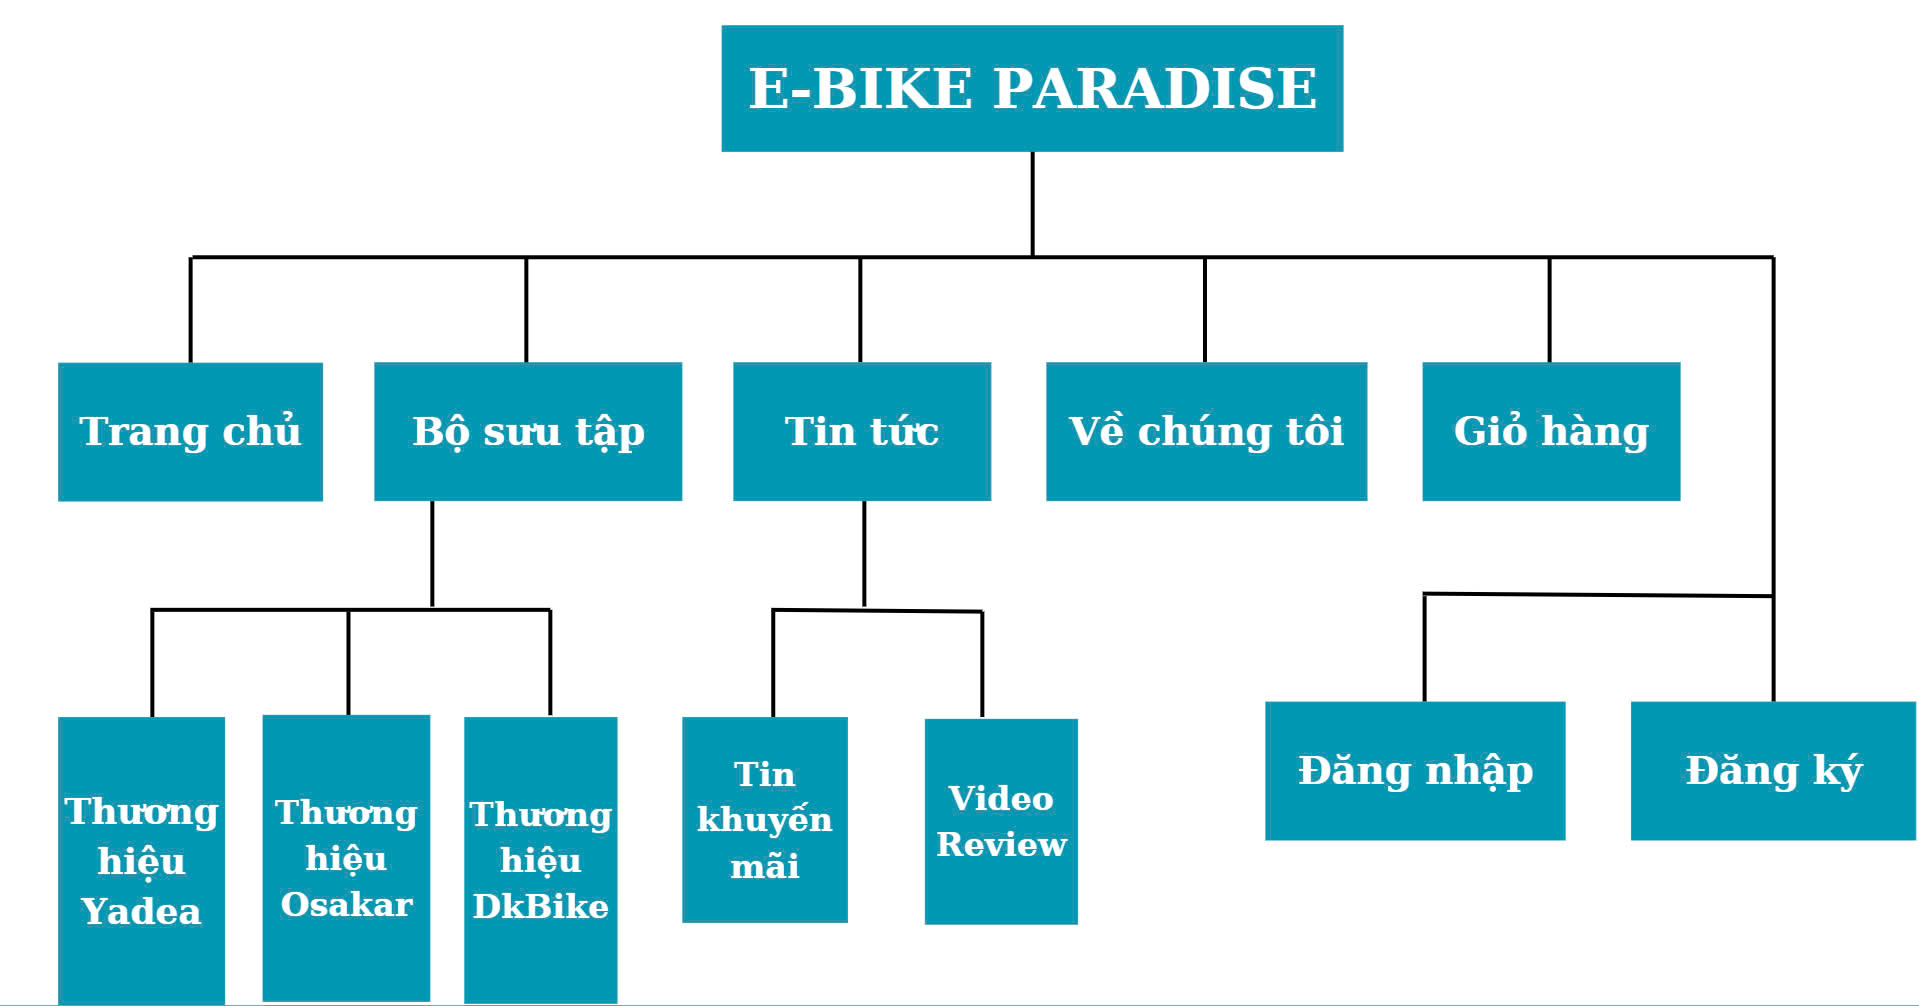 E-BIKE PARADISE
Trang chủ
Bộ sưu tập
Tin tức
Về chúng tôi
Giỏ hàng
Thương
hiệu
Yadea
Thương
hiệu
Osakar
Thương
hiệu
DkBike
Tin
khuyến
mãi
Video
Review
Đăng nhập
Đăng ký